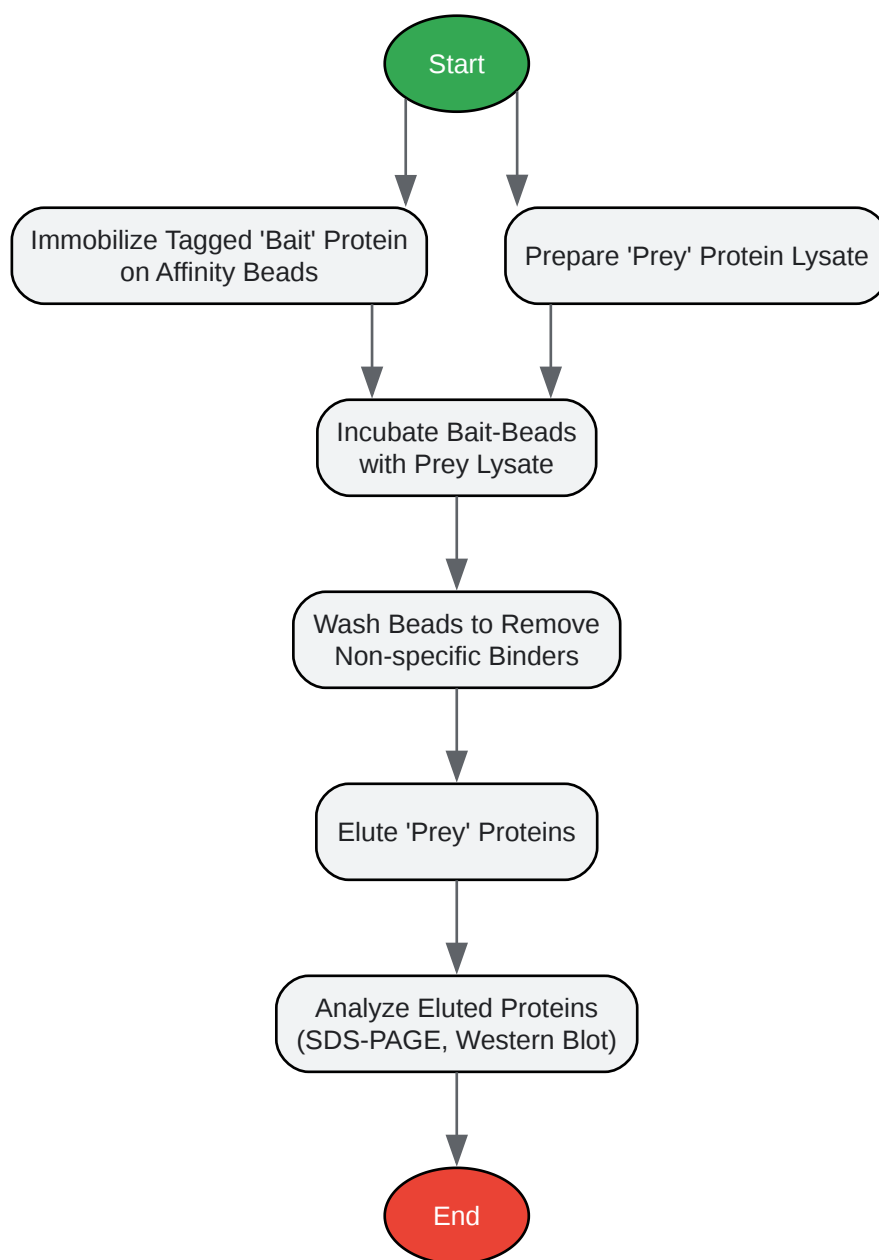 Start
Immobilize Tagged 'Bait' Protein
on Affinity Beads
Prepare 'Prey' Protein Lysate
Incubate Bait-Beads
with Prey Lysate
Wash Beads to Remove
Non-specific Binders
Elute 'Prey' Proteins
Analyze Eluted Proteins
(SDS-PAGE, Western Blot)
End